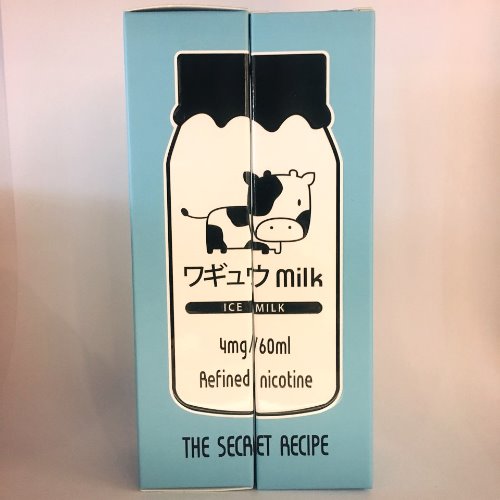 ワギュウ milk
ICE MILK
4mg//60ml
Refined nicotine
THE SECRET RECIPE